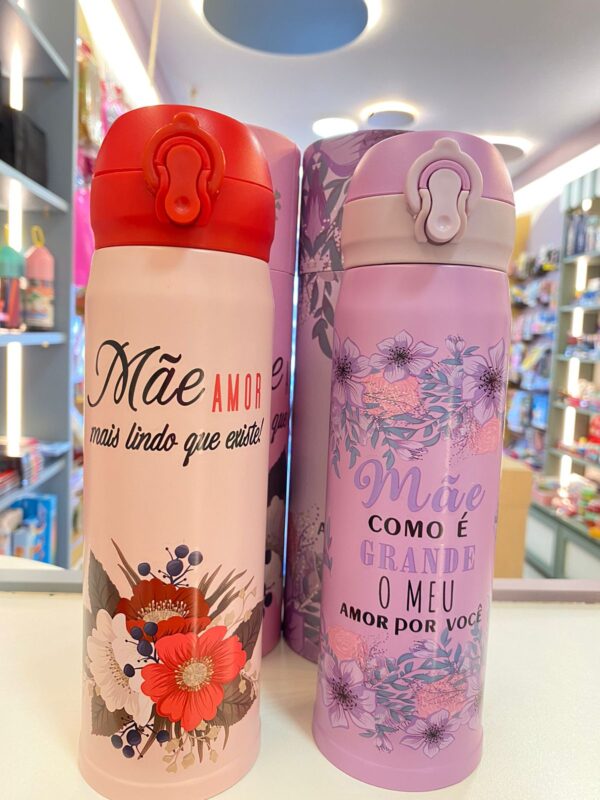 Mãe AMOR
mais lindo que existe!
Mãe
COMO É
GRANDE
O MEU
AMOR POR VOCÊ